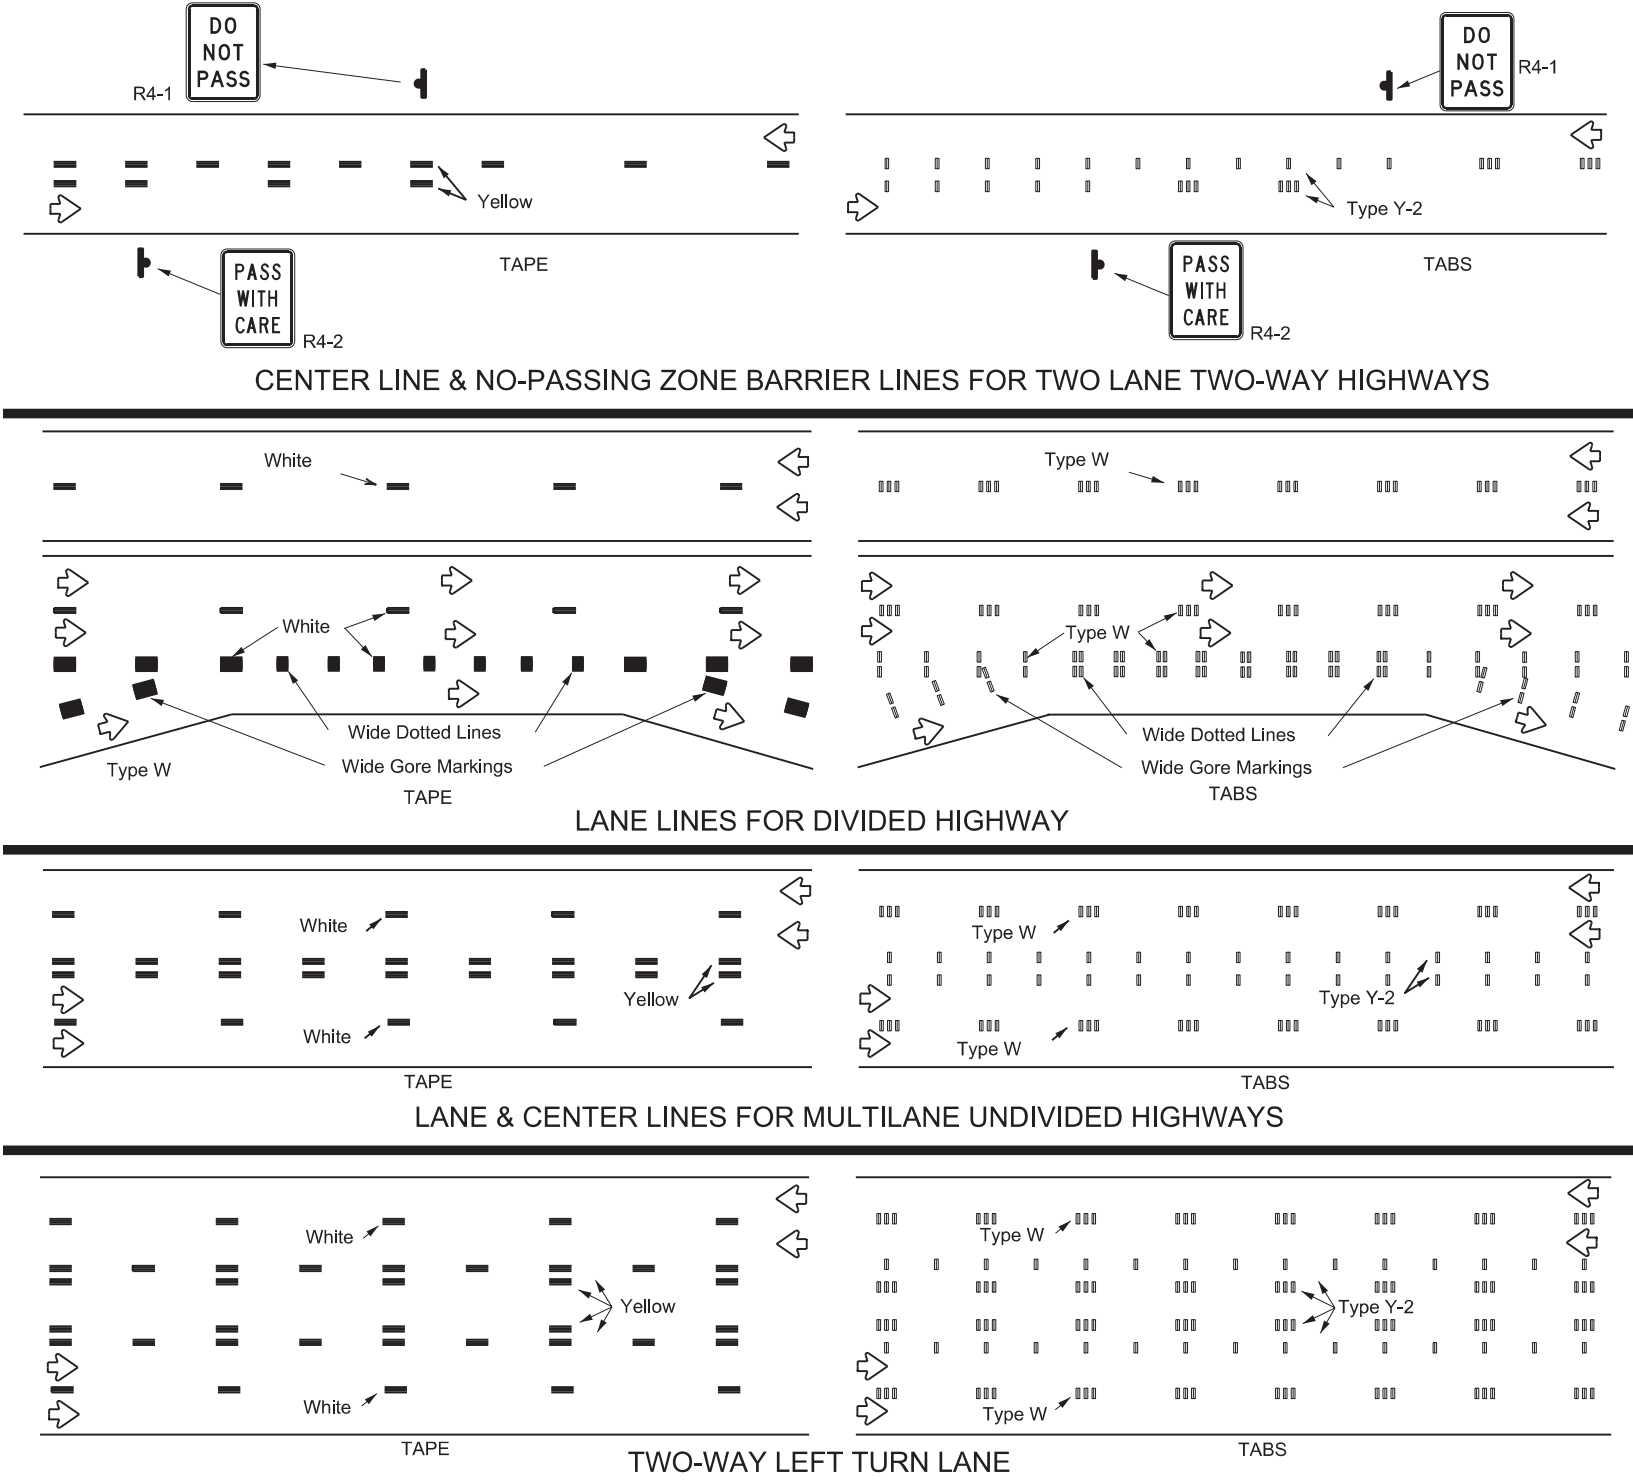 DO
NOT
PASS
R4-1
DO
NOT
PASS
R4-1
Yellow
Type Y-2
PASS
WITH
CARE
R4-2
TAPE
PASS
WITH
CARE
R4-2
TABS
CENTER LINE & NO-PASSING ZONE BARRIER LINES FOR TWO LANE TWO-WAY HIGHWAYS
White
Type W
White
Type W
Wide Dotted Lines
Wide Gore Markings
Type W
TAPE
Wide Dotted Lines
Wide Gore Markings
TABS
LANE LINES FOR DIVIDED HIGHWAY
White
Yellow
White
TAPE
Type W
Type Y-2
Type W
TABS
LANE & CENTER LINES FOR MULTILANE UNDIVIDED HIGHWAYS
White
Yellow
White
TAPE
Type W
Type Y-2
Type W
TABS
TWO-WAY LEFT TURN LANE